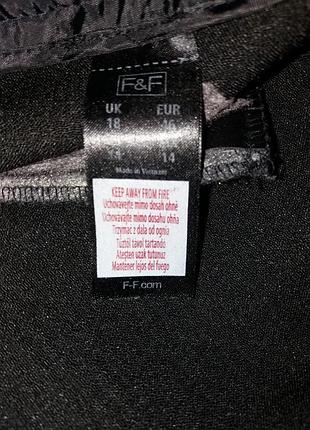 F&F
UK EUR
18
14
Made in Vietnam
KEEP AWAY FROM FIRE
Uchovávejte mimo dosah ohně
Uchovávajte mimo dosahu ohňa
Trzymać z dala od ognia
Tűztől távol tartandó
Ateşten uzak tutunuz
Mantener lejos del fuego
F-F.com